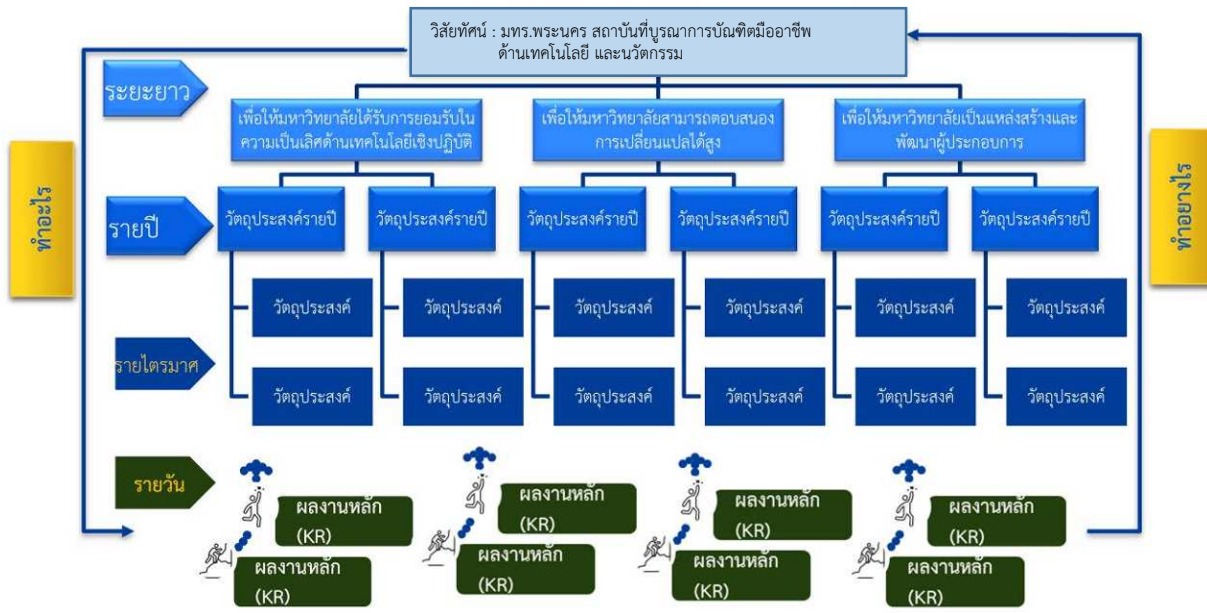 วิสัยทัศน์ : มทร.พระนคร สถาบันที่บูรณาการบัณฑิตมืออาชีพ
ด้านเทคโนโลยี และนวัตกรรม
ระยะยาว
เพื่อให้มหาวิทยาลัยได้รับการยอมรับใน
ความเป็นเลิศด้านเทคโนโลยีเชิงปฏิบัติ
เพื่อให้มหาวิทยาลัยสามารถตอบสนอง
การเปลี่ยนแปลได้สูง
เพื่อให้มหาวิทยาลัยเป็นแหล่งสร้างและ
พัฒนาผู้ประกอบการ
ทำอะไร
ทำอย่างไร
รายปี
วัตถุประสงค์รายปี
วัตถุประสงค์รายปี
วัตถุประสงค์รายปี
วัตถุประสงค์รายปี
วัตถุประสงค์รายปี
วัตถุประสงค์รายปี
รายไตรมาศ
วัตถุประสงค์
วัตถุประสงค์
วัตถุประสงค์
วัตถุประสงค์
วัตถุประสงค์
วัตถุประสงค์
วัตถุประสงค์
วัตถุประสงค์
วัตถุประสงค์
วัตถุประสงค์
วัตถุประสงค์
วัตถุประสงค์
รายวัน
ผลงานหลัก
(KR)
ผลงานหลัก
(KR)
ผลงานหลัก
(KR)
ผลงานหลัก
(KR)
ผลงานหลัก
(KR)
ผลงานหลัก
(KR)
ผลงานหลัก
(KR)
ผลงานหลัก
(KR)